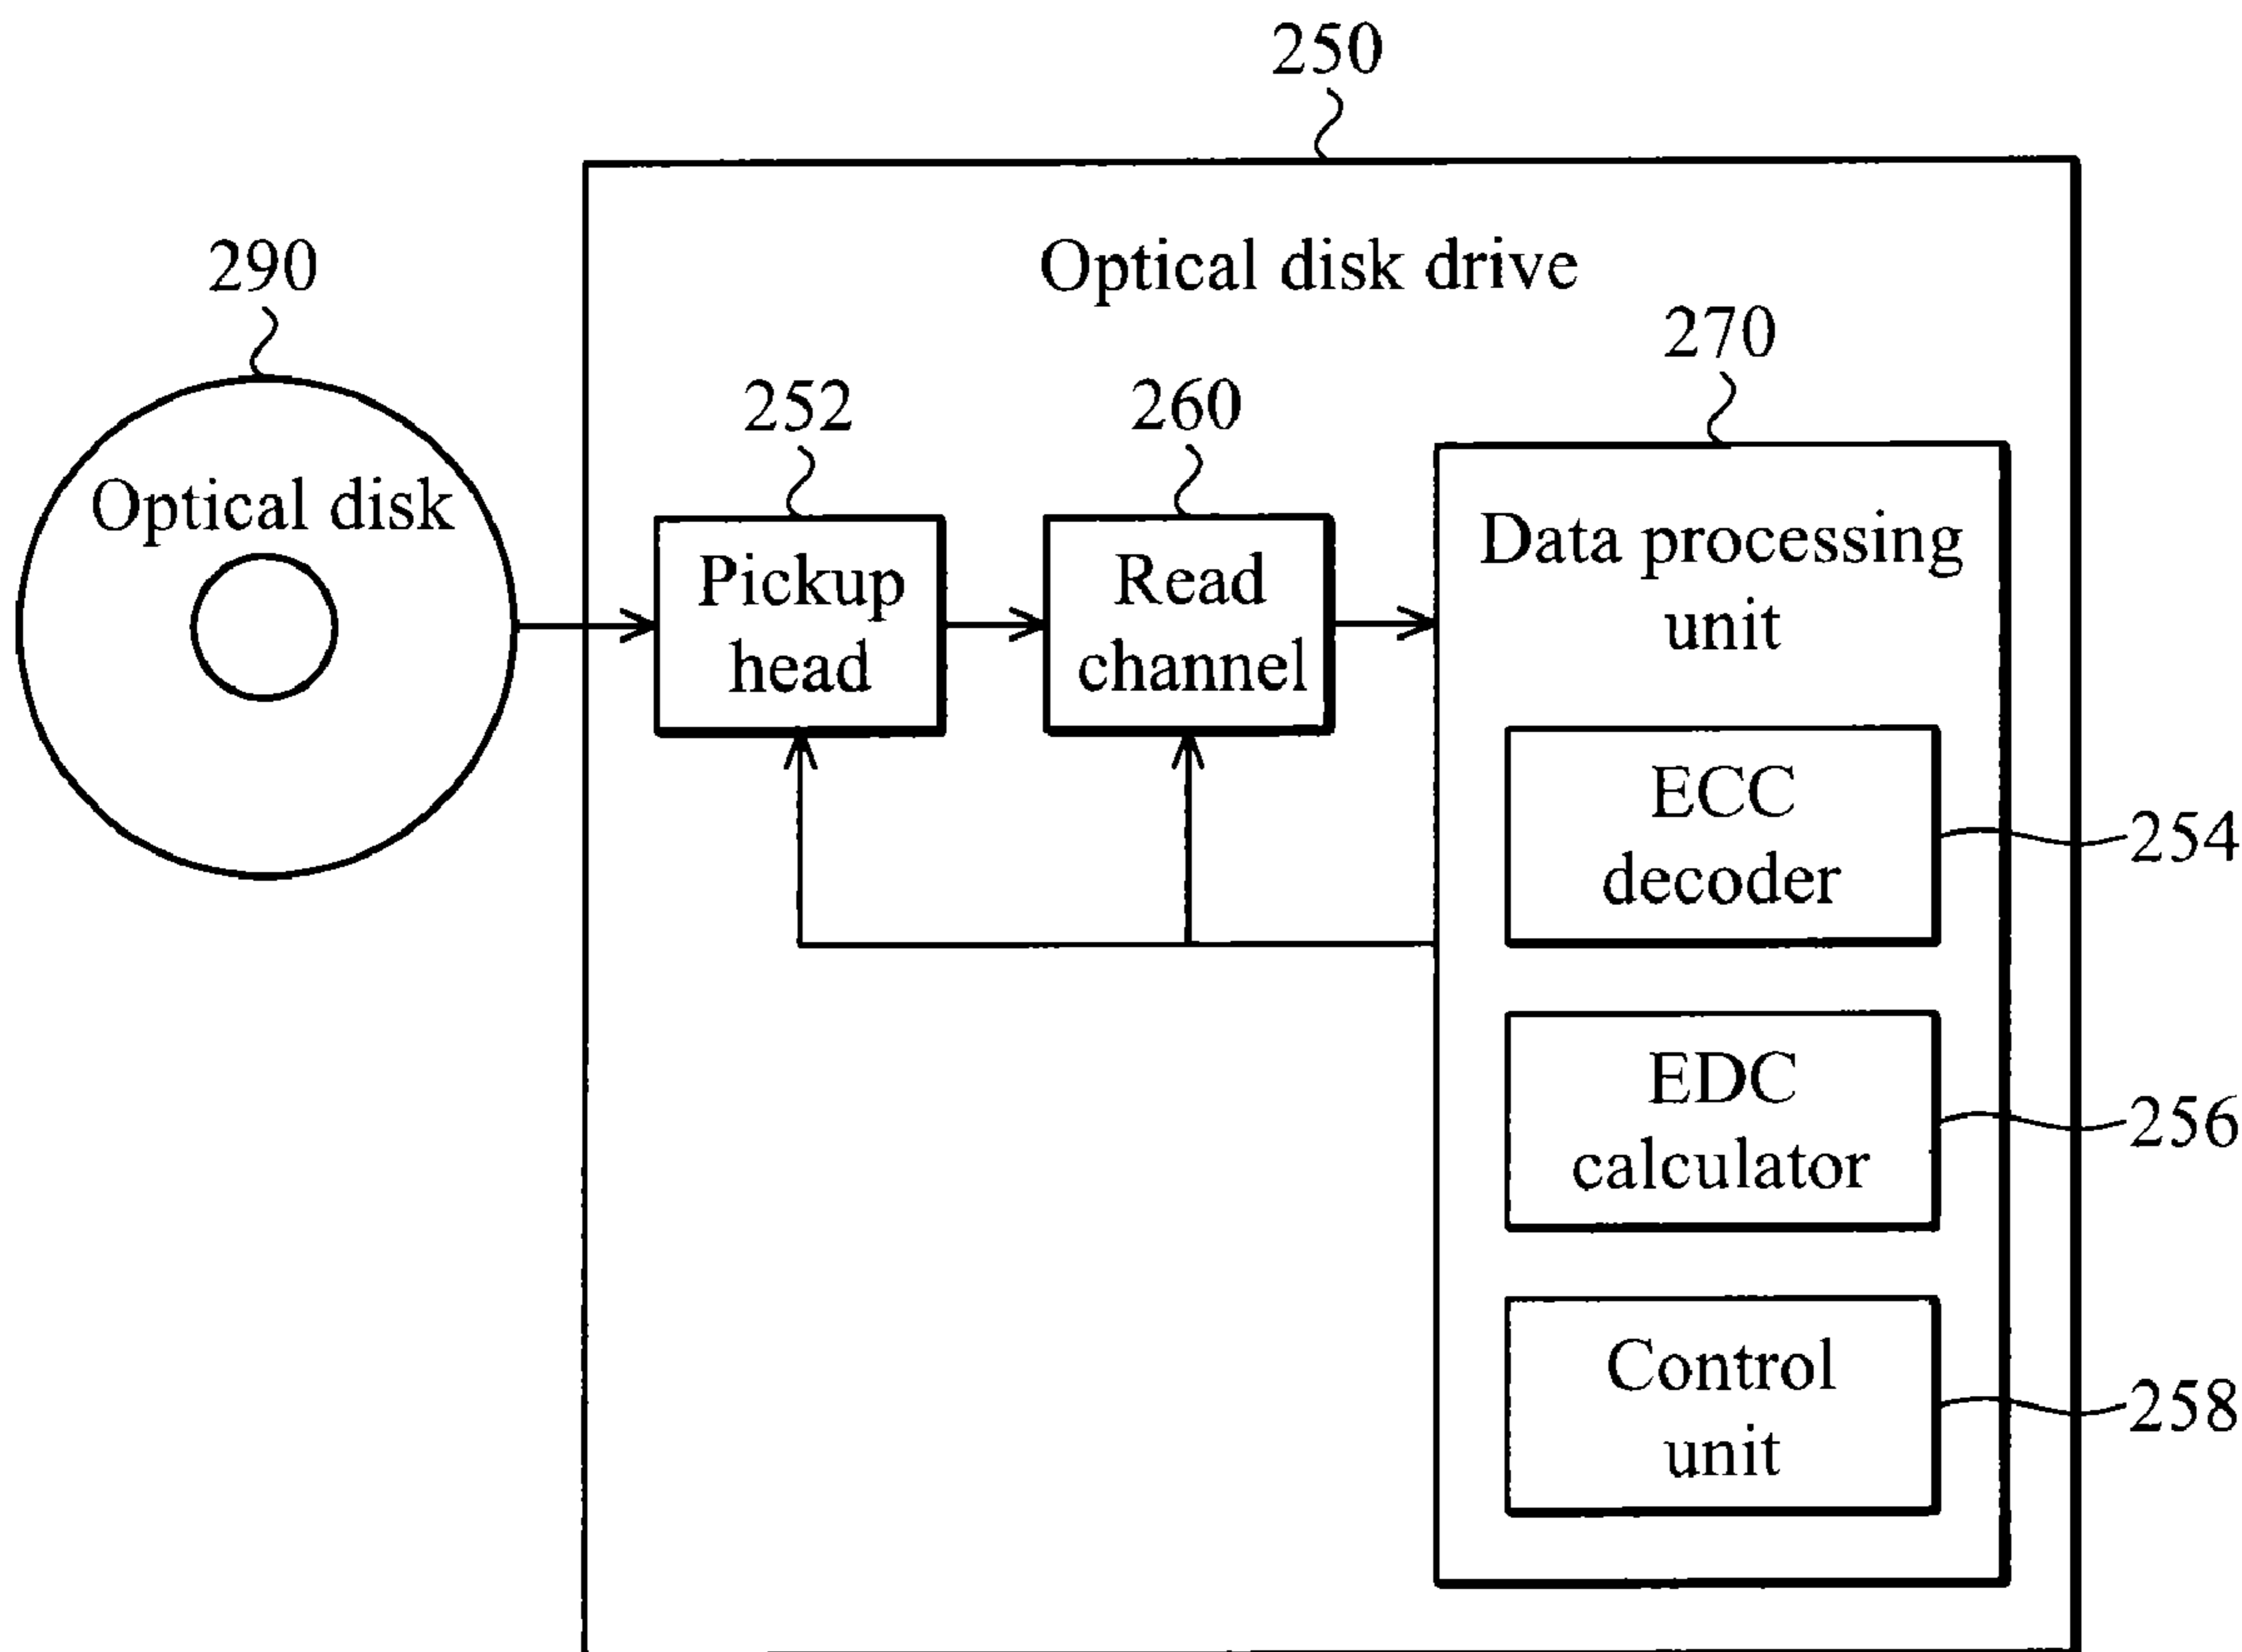 250
Optical disk drive
290
270
252
260
Optical disk
Pickup
head
Read
channel
Data processing
unit
ECC
decoder
254
EDC
calculator
256
Control
unit
258